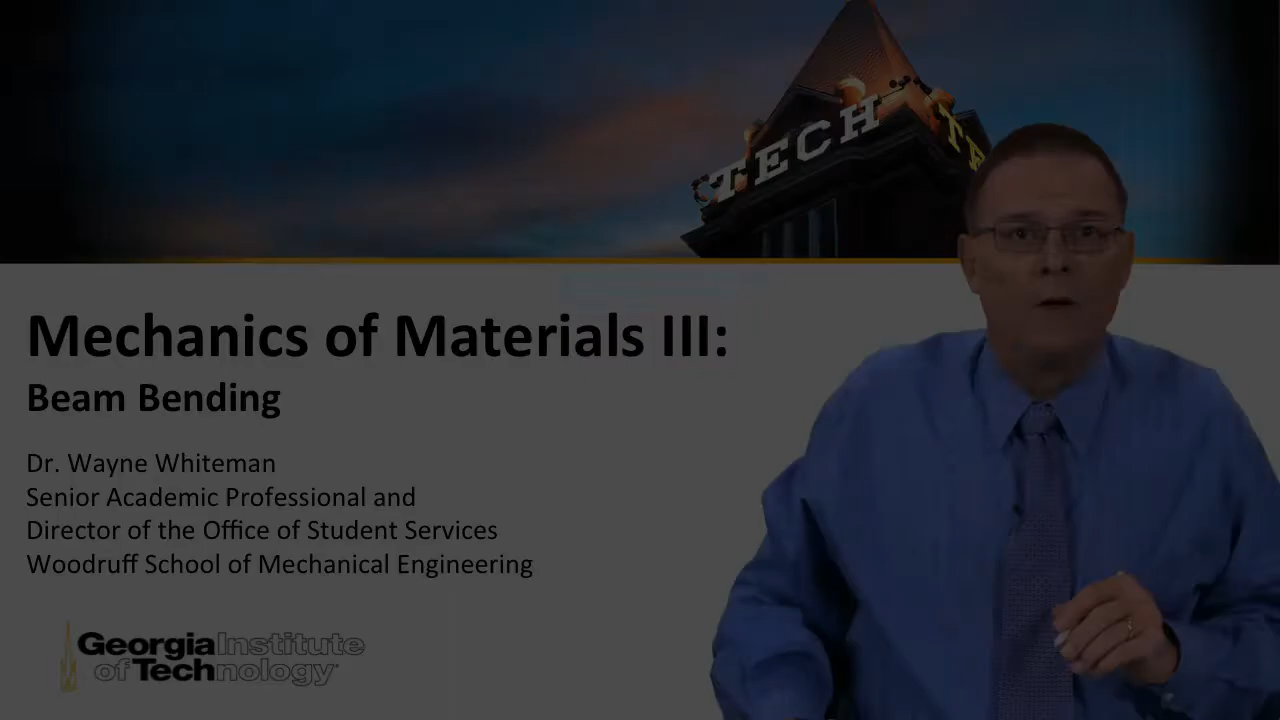 TECH TE
Mechanics of Materials III:
Beam Bending
Dr. Wayne Whiteman
Senior Academic Professional and
Director of the Office of Student Services
Woodruff School of Mechanical Engineering
Georgia Institute
of Technology